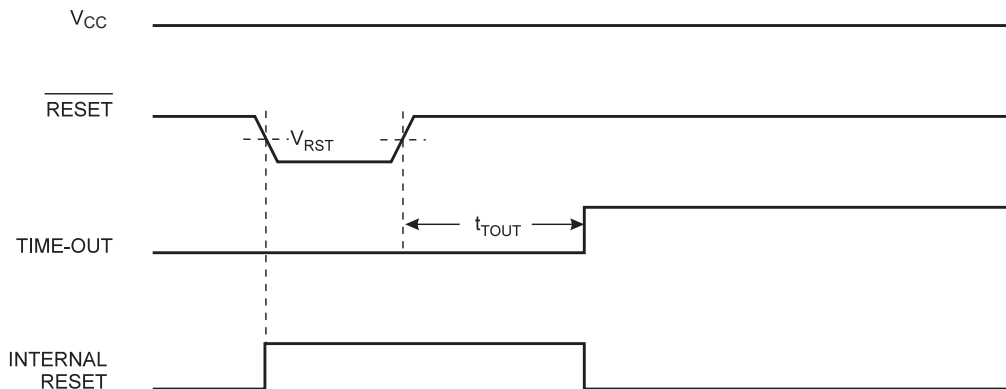 VCC
RESET
VRST
tTOUT
TIME-OUT
INTERNAL
RESET